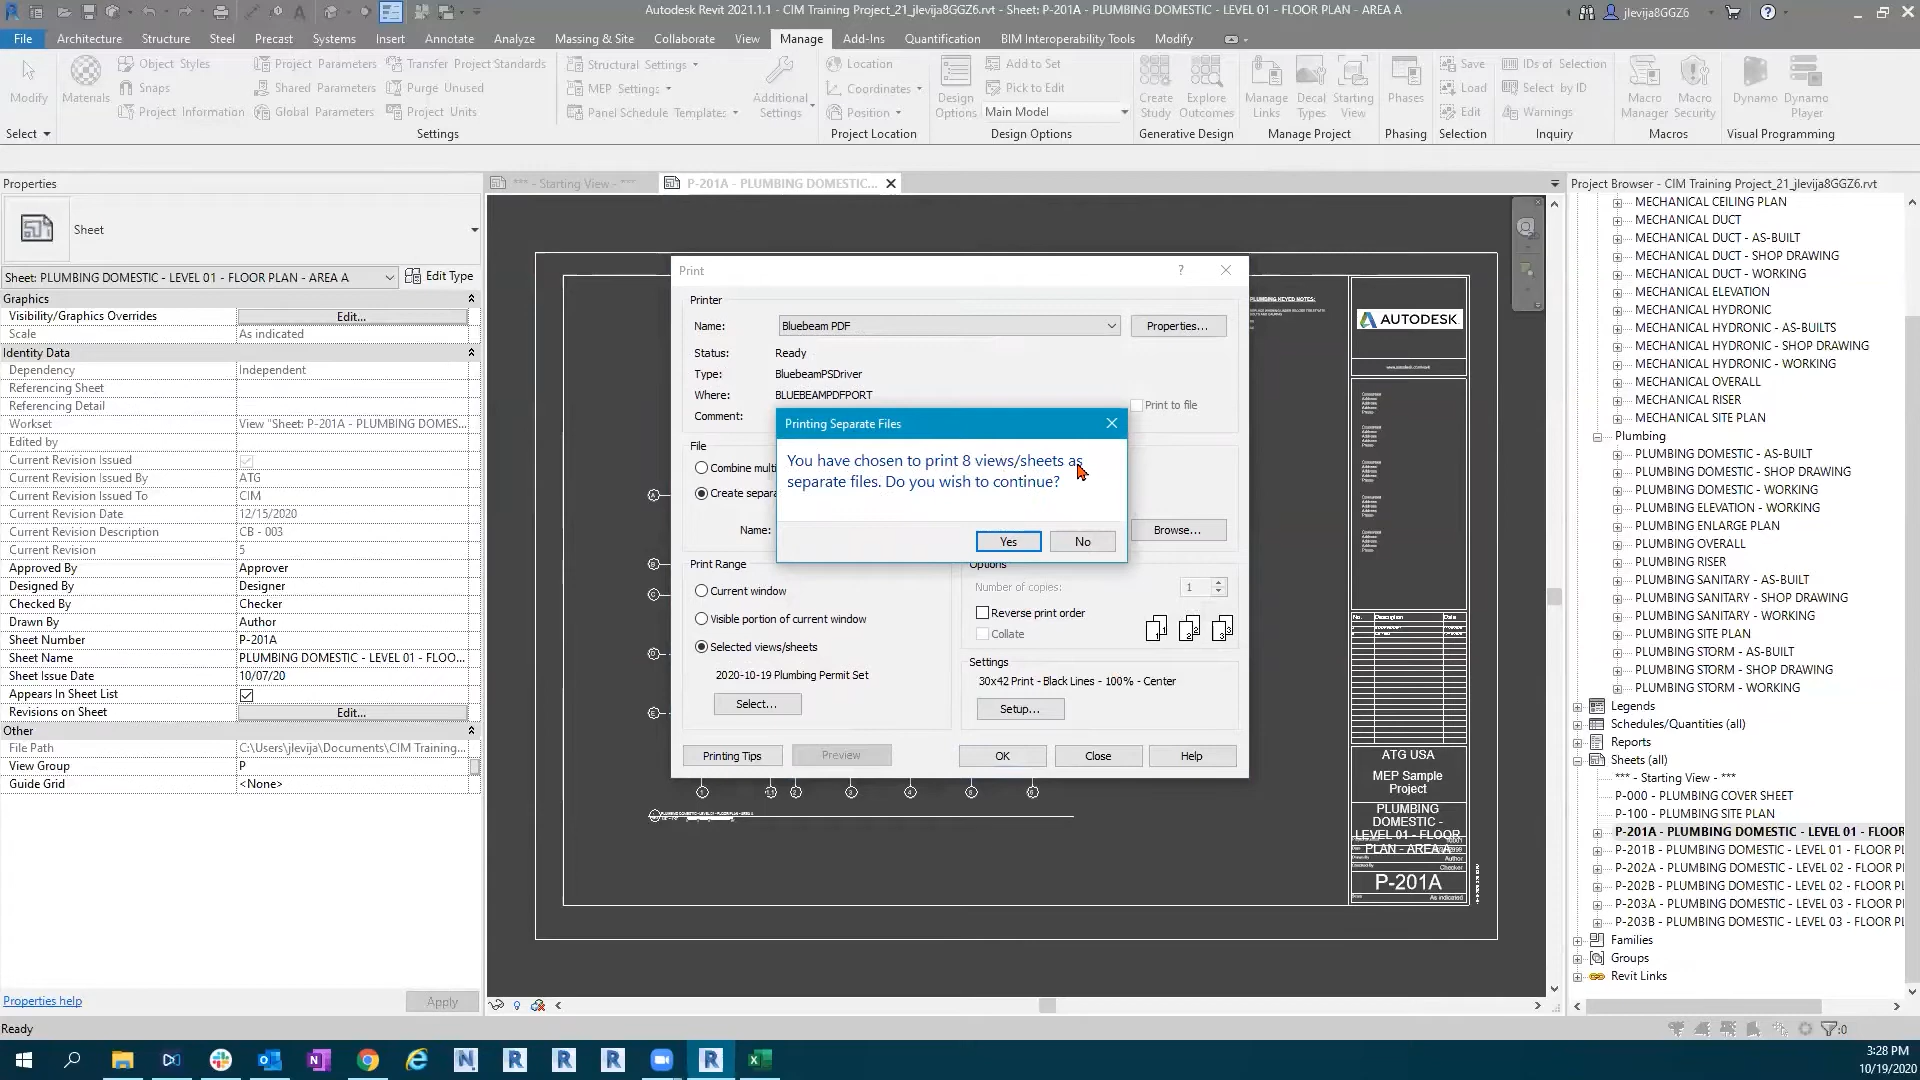 Autodesk Revit 2021.1.1 - CIM Training Project_21_jlevija8GGZ6.rvt - Sheet: P-201A - PLUMBING DOMESTIC - LEVEL 01 - FLOOR PLAN - AREA A
jlevija8GGZ6
File Architecture Structure Steel Precast Systems Insert Annotate Analyze Massing & Site Collaborate View Manage Add-Ins Quantification BIM Interoperability Tools Modify
Modify
Select
Materials
Object Styles
Snaps
Project Information
Project Parameters
Shared Parameters
Global Parameters
Transfer Project Standards
Purge Unused
Project Units
Settings
Structural Settings
MEP Settings
Panel Schedule Templates
Additional Settings
Location
Coordinates
Position
Project Location
Design Options
Add to Set
Pick to Edit
Main Model
Design Options
Create Study
Explore Outcomes
Generative Design
Manage Links
Decal Types
Starting View
Manage Project
Phases
Phasing
Save
Load
Edit
Selection
IDs of Selection
Select by ID
Warnings
Inquiry
Macro Manager
Macro Security
Macros
Dynamo
Dynamo Player
Visual Programming
Properties
Sheet
Sheet: PLUMBING DOMESTIC - LEVEL 01 - FLOOR PLAN - AREA A
Edit Type
Graphics
Visibility/Graphics Overrides Edit...
Scale As indicated
Identity Data
Dependency Independent
Referencing Sheet
Referencing Detail
Workset View "Sheet: P-201A - PLUMBING DOMES...
Edited by
Current Revision Issued
Current Revision Issued By ATG
Current Revision Issued To CIM
Current Revision Date 12/15/2020
Current Revision Description CB - 003
Current Revision 5
Approved By Approver
Designed By Designer
Checked By Checker
Drawn By Author
Sheet Number P-201A
Sheet Name PLUMBING DOMESTIC - LEVEL 01 - FLOO...
Sheet Issue Date 10/07/20
Appears In Sheet List
Revisions on Sheet Edit...
Other
File Path C:\Users\jlevija\Documents\CIM Training...
View Group P
Guide Grid <None>
Properties help
Apply
Ready
*** - Starting View - ***
P-201A - PLUMBING DOMESTIC...
Print
Printer
Name: Bluebeam PDF Properties...
Status: Ready
Type: BluebeamPSDriver
Where: BLUEBEAMPDFPORT
Comment:
Print to file
File
Combine multi
Create separa
Name:
Browse...
Printing Separate Files
You have chosen to print 8 views/sheets as
separate files. Do you wish to continue?
Yes No
Print Range
Current window
Visible portion of current window
Selected views/sheets
2020-10-19 Plumbing Permit Set
Select...
Options
Number of copies: 1
Reverse print order
Collate
Settings
30x42 Print - Black Lines - 100% - Center
Setup...
Printing Tips Preview OK Close Help
PLUMBING KEYED NOTES:
AUTODESK
No. Description Date
ATG USA
MEP Sample
Project
PLUMBING
DOMESTIC -
LEVEL 01 - FLOOR
PLAN - AREA A
Author
Checker
P-201A
As indicated
Project Browser - CIM Training Project_21_jlevija8GGZ6.rvt
MECHANICAL CEILING PLAN
MECHANICAL DUCT
MECHANICAL DUCT - AS-BUILT
MECHANICAL DUCT - SHOP DRAWING
MECHANICAL DUCT - WORKING
MECHANICAL ELEVATION
MECHANICAL HYDRONIC
MECHANICAL HYDRONIC - AS-BUILTS
MECHANICAL HYDRONIC - SHOP DRAWING
MECHANICAL HYDRONIC - WORKING
MECHANICAL OVERALL
MECHANICAL RISER
MECHANICAL SITE PLAN
Plumbing
PLUMBING DOMESTIC - AS-BUILT
PLUMBING DOMESTIC - SHOP DRAWING
PLUMBING DOMESTIC - WORKING
PLUMBING ELEVATION - WORKING
PLUMBING ENLARGE PLAN
PLUMBING OVERALL
PLUMBING RISER
PLUMBING SANITARY - AS-BUILT
PLUMBING SANITARY - SHOP DRAWING
PLUMBING SANITARY - WORKING
PLUMBING SITE PLAN
PLUMBING STORM - AS-BUILT
PLUMBING STORM - SHOP DRAWING
PLUMBING STORM - WORKING
Legends
Schedules/Quantities (all)
Reports
Sheets (all)
*** - Starting View - ***
P-000 - PLUMBING COVER SHEET
P-100 - PLUMBING SITE PLAN
P-201A - PLUMBING DOMESTIC - LEVEL 01 - FLOOR
P-201B - PLUMBING DOMESTIC - LEVEL 01 - FLOOR PL
P-202A - PLUMBING DOMESTIC - LEVEL 02 - FLOOR PL
P-202B - PLUMBING DOMESTIC - LEVEL 02 - FLOOR PL
P-203A - PLUMBING DOMESTIC - LEVEL 03 - FLOOR PL
P-203B - PLUMBING DOMESTIC - LEVEL 03 - FLOOR PL
Families
Groups
Revit Links
:0
3:28 PM
10/19/2020